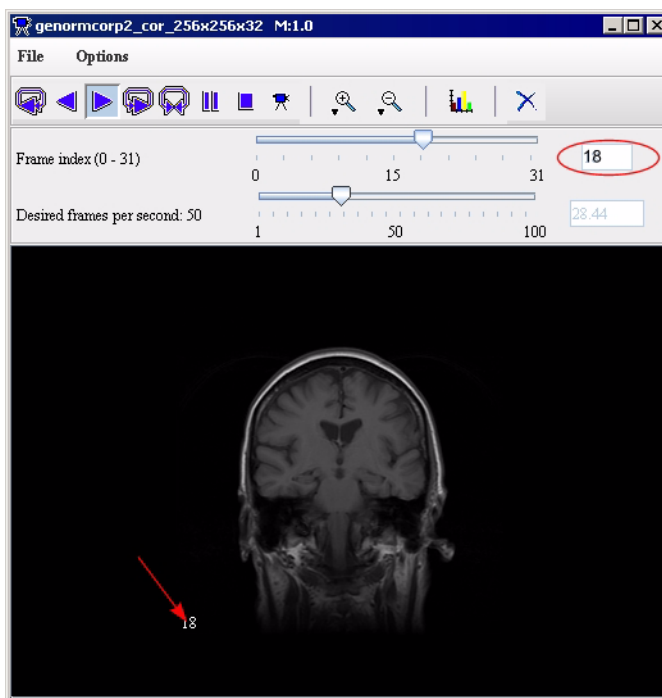 genormcorp2_cor_256x256x32 M:1.0
File Options
Frame index (0 - 31)
18
0 15 31
Desired frames per second: 50
28.44
1 50 100
18